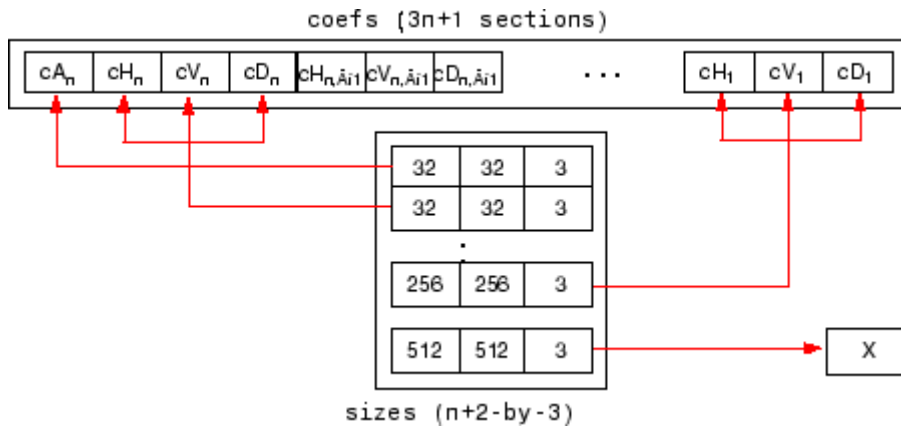 coefs (3n+1 sections)
cAn cHn cVn cDn cHn,Âi1 cVn,Âi1 cDn,Âi1 ... cH1 cV1 cD1
32 32 3
32 32 3
:
256 256 3
512 512 3 X
sizes (n+2-by-3)